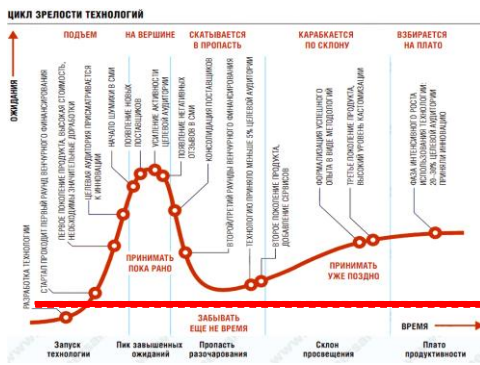 ЦИКЛ ЗРЕЛОСТИ ТЕХНОЛОГИЙ
ПОДЪЕМ
НА ВЕРШИНЕ
СКАТЫВАЕТСЯ
В ПРОПАСТЬ
КАРАБКАЕТСЯ
ПО СКЛОНУ
ВЗБИРАЕТСЯ
НА ПЛАТО
ОЖИДАНИЯ
РАЗРАБОТКА ТЕХНОЛОГИИ
СТАРТАП ПРОХОДИТ ПЕРВЫЙ РАУНД ВЕНЧУРНОГО ФИНАНСИРОВАНИЯ
ПЕРВОЕ ПОКОЛЕНИЕ ПРОДУКТА, ВЫСОКАЯ СТОИМОСТЬ,
НЕОБХОДИМЫ ЗНАЧИТЕЛЬНЫЕ ДОРАБОТКИ
ЦЕЛЕВАЯ АУДИТОРИЯ ПРИСМАТРИВАЕТСЯ
К ИННОВАЦИИ
НАЧАЛО ШУМИХИ В СМИ
ПОЯВЛЕНИЕ НОВЫХ
ПОСТАВЩИКОВ
УСИЛЕНИЕ АКТИВНОСТИ
ЦЕЛЕВОЙ АУДИТОРИИ
ПОЯВЛЕНИЕ НЕГАТИВНЫХ
ОТЗЫВОВ В СМИ
КОНСОЛИДАЦИЯ ПОСТАВЩИКОВ
ВТОРОЙ/ТРЕТИЙ РАУНДЫ ВЕНЧУРНОГО ФИНАНСИРОВАНИЯ
ТЕХНОЛОГИЮ ПРИНЯЛО МЕНЬШЕ 5% ЦЕЛЕВОЙ АУДИТОРИИ
ВТОРОЕ ПОКОЛЕНИЕ ПРОДУКТА,
ДОБАВЛЕНИЕ СЕРВИСОВ
ФОРМАЛИЗАЦИЯ УСПЕШНОГО
ОПЫТА В ВИДЕ МЕТОДОЛОГИЙ
ТРЕТЬЕ ПОКОЛЕНИЕ ПРОДУКТА,
ВЫСОКИЙ УРОВЕНЬ КАСТОМИЗАЦИИ
ФАЗА ИНТЕНСИВНОГО РОСТА
ИСПОЛЬЗОВАНИЯ ТЕХНОЛОГИИ:
20–30% ЦЕЛЕВОЙ АУДИТОРИИ
ПРИНЯЛИ ИННОВАЦИЮ
ПРИНИМАТЬ
ПОКА РАНО
ПРИНИМАТЬ
УЖЕ ПОЗДНО
ЗАБЫВАТЬ
ЕЩЕ НЕ ВРЕМЯ
ВРЕМЯ
Запуск
технологии
Пик завышенных
ожиданий
Пропасть
разочарования
Склон
просвещения
Плато
продуктивности